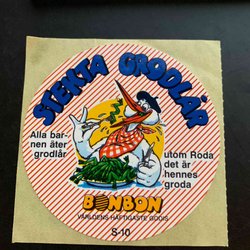 STEKTA GRODLÅR
Alla bar-
nen äter
grodlår
utom Roda
det är
hennes
groda
BONBON
VÄRLDENS HÄFTIGASTE GODIS
S-10